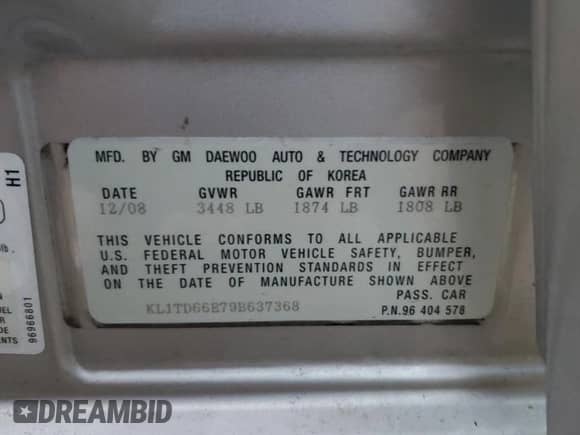 MFD. BY GM DAEWOO AUTO & TECHNOLOGY COMPANY
REPUBLIC OF KOREA
DATE GVWR GAWR FRT GAWR RR
12/08 3448 LB 1874 LB 1808 LB
THIS VEHICLE CONFORMS TO ALL APPLICABLE
U.S. FEDERAL MOTOR VEHICLE SAFETY, BUMPER,
AND THEFT PREVENTION STANDARDS IN EFFECT
ON THE DATE OF MANUFACTURE SHOWN ABOVE
PASS. CAR
KL1TD66E79B637368
P.N.96 404 578
H1
96966801
DREAMBID